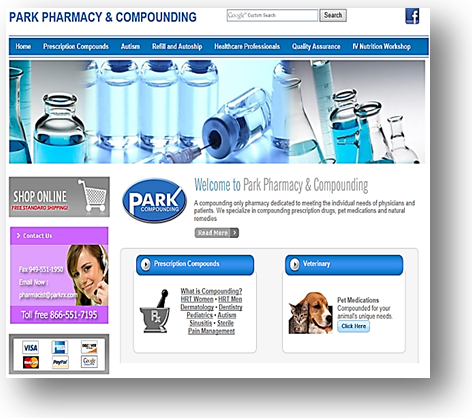 PARK PHARMACY & COMPOUNDING
Google Custom Search
Search
Home Prescription Compounds Autism Refill and Autoship Healthcare Professionals Quality Assurance IV Nutrition Workshop
SHOP ONLINE
FREE STANDARD SHIPPING!
PARK
COMPOUNDING
Welcome to Park Pharmacy & Compounding
A compounding only pharmacy dedicated to meeting the individual needs of physicians and
patients. We specialize in compounding prescription drugs, pet medications and natural
remedies
Read More
Contact Us
Fax 949-551-1950
Email Now :
pharmacist@parkrx.com
Toll free 866-551-7195
Prescription Compounds
What is Compounding?
HRT Women • HRT Men
Dermatology • Dentistry
Pediatrics • Autism
Sinusitis • Sterile
Pain Management
Veterinary
Pet Medications
Compounded for your
animal's unique needs.
Click Here
VISA
DISCOVER
MasterCard PayPal Google